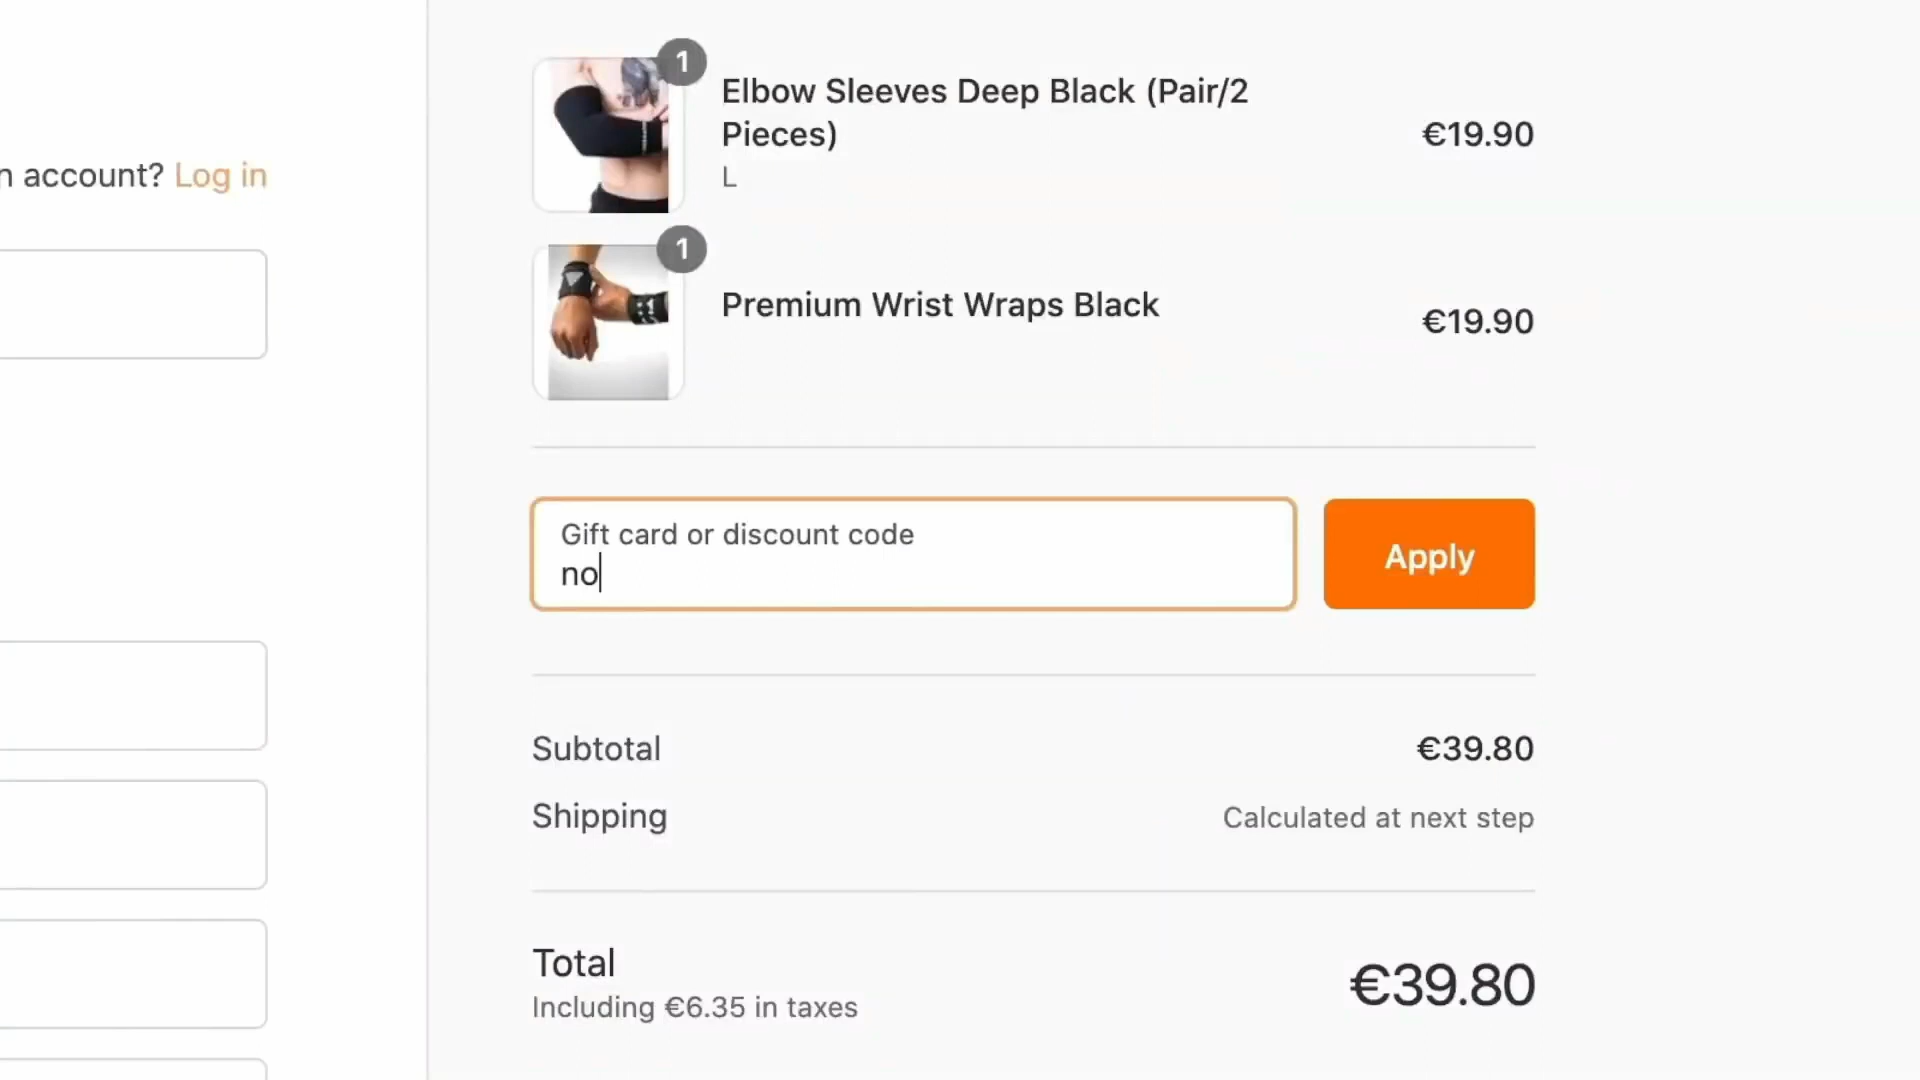 1
Elbow Sleeves Deep Black (Pair/2
Pieces)
€19.90
L
n account? Log in
1
Premium Wrist Wraps Black
€19.90
Gift card or discount code
no
Apply
Subtotal
€39.80
Shipping
Calculated at next step
Total
€39.80
Including €6.35 in taxes